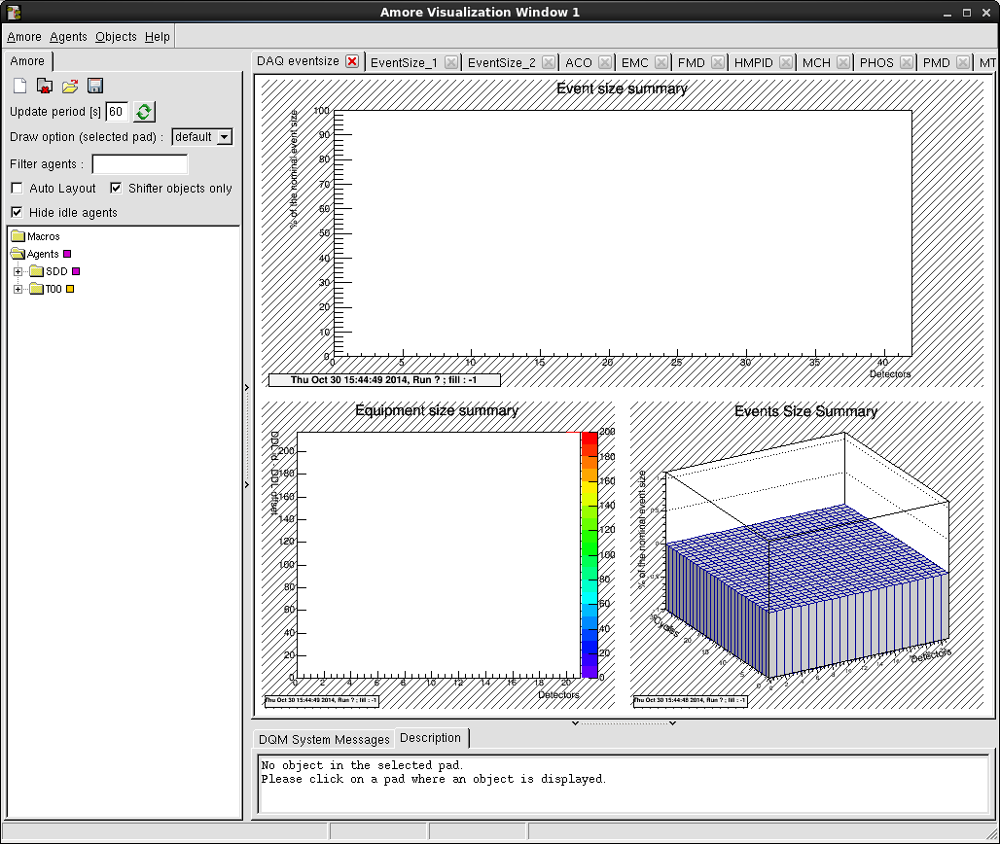 Amore Visualization Window 1
Amore Agents Objects Help
Amore
DAQ eventsize EventSize_1 EventSize_2 ACO EMC FMD HMPID MCH PHOS PMD MT
Update period [s] 60
Draw option (selected pad) : default
Filter agents :
Auto Layout Shifter objects only
Hide idle agents
Macros
Agents
SDD
T00
Event size summary
% of the nominal event size
100
90
80
70
60
50
40
30
20
10
0
0 5 10 15 20 25 30 35 40
Detectors
Thu Oct 30 15:44:49 2014, Run ? ; fill : -1
Equipment size summary
200
180
160
140
120
100
80
60
40
20
0
0 2 4 6 8 10 12 14 16 18 20
Detectors
200
180
160
140
120
100
80
60
40
20
0
Thu Oct 30 15:44:49 2014, Run ? ; fill : -1
Events Size Summary
% of the nominal event size
1
0.5
0
-0.5
-1
Cycles
Detectors
Thu Oct 30 15:44:48 2014, Run ? ; fill : -1
DQM System Messages Description
No object in the selected pad.
Please click on a pad where an object is displayed.